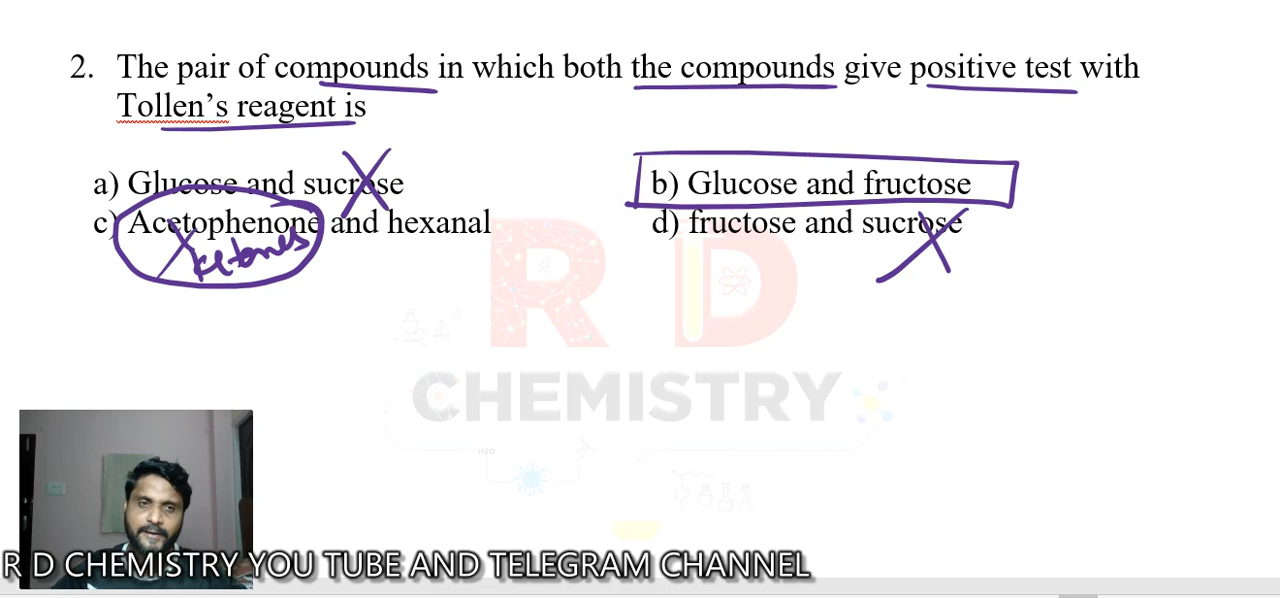 2. The pair of compounds in which both the compounds give positive test with
Tollen's reagent is
a) Glucose and sucrose
b) Glucose and fructose
c) Acetophenone and hexanal
d) fructose and sucrose
ketones
R D
CHEMISTRY
H2O
R D CHEMISTRY YOU TUBE AND TELEGRAM CHANNEL